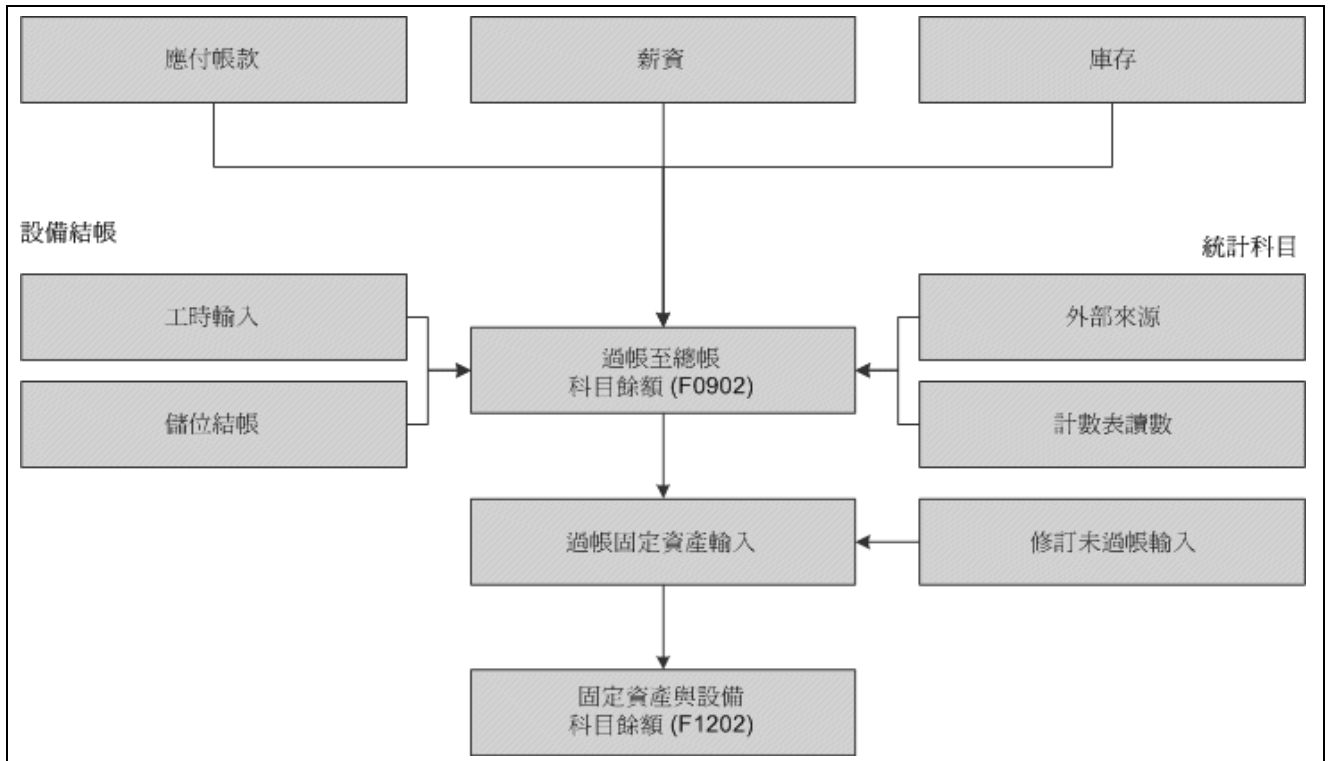 應付帳款
薪資
庫存
設備結帳
統計科目
工時輸入
外部來源
過帳至總帳
科目餘額 (F0902)
儲位結帳
計數表讀數
過帳固定資產輸入
修訂未過帳輸入
固定資產與設備
科目餘額 (F1202)